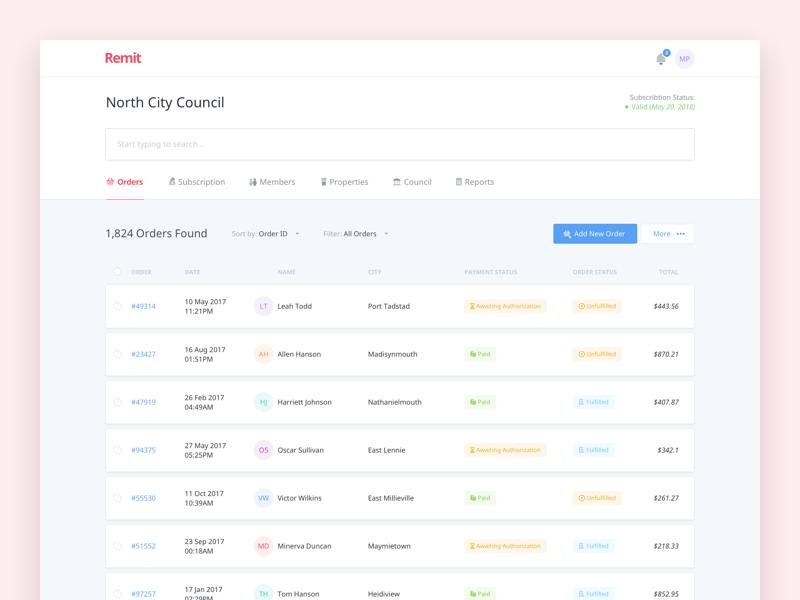 Remit
3
MP
North City Council
Subscribtion Status:
Valid (May 20, 2018)
Start typing to search...
Orders Subscription Members Properties Council Reports
1,824 Orders Found Sort by: Order ID Filter: All Orders Add New Order More
ORDER DATE NAME CITY PAYMENT STATUS ORDER STATUS TOTAL
#49314 10 May 2017 11:21PM LT Leah Todd Port Tadstad Awaiting Authorization Unfulfilled $443.56
#23427 16 Aug 2017 01:51PM AH Allen Hanson Madisynmouth Paid Unfulfilled $870.21
#47919 26 Feb 2017 04:49AM HJ Harriett Johnson Nathanielmouth Paid Fulfilled $407.87
#94375 27 May 2017 05:25PM OS Oscar Sullivan East Lennie Awaiting Authorization Fulfilled $342.1
#55530 11 Oct 2017 10:39AM VW Victor Wilkins East Millieville Paid Unfulfilled $261.27
#51552 23 Sep 2017 00:18AM MD Minerva Duncan Maymietown Awaiting Authorization Fulfilled $218.33
#97257 17 Jan 2017 TH Tom Hanson Heidiview Paid Fulfilled $852.95